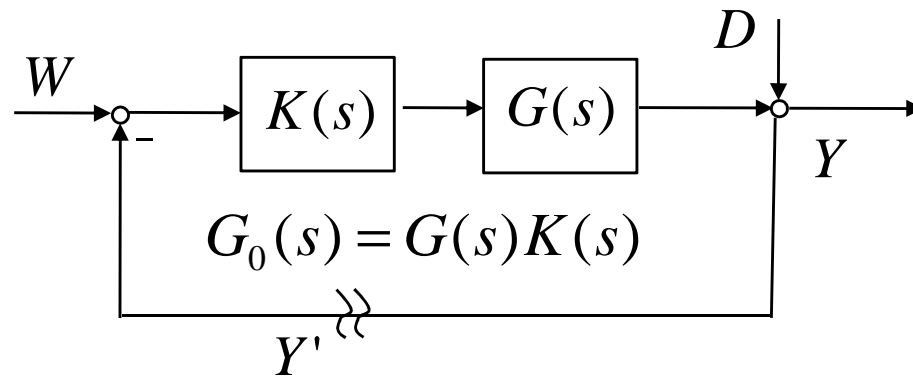 D
W
K(s)
G(s)
Y
G₀(s) = G(s)K(s)
Y'